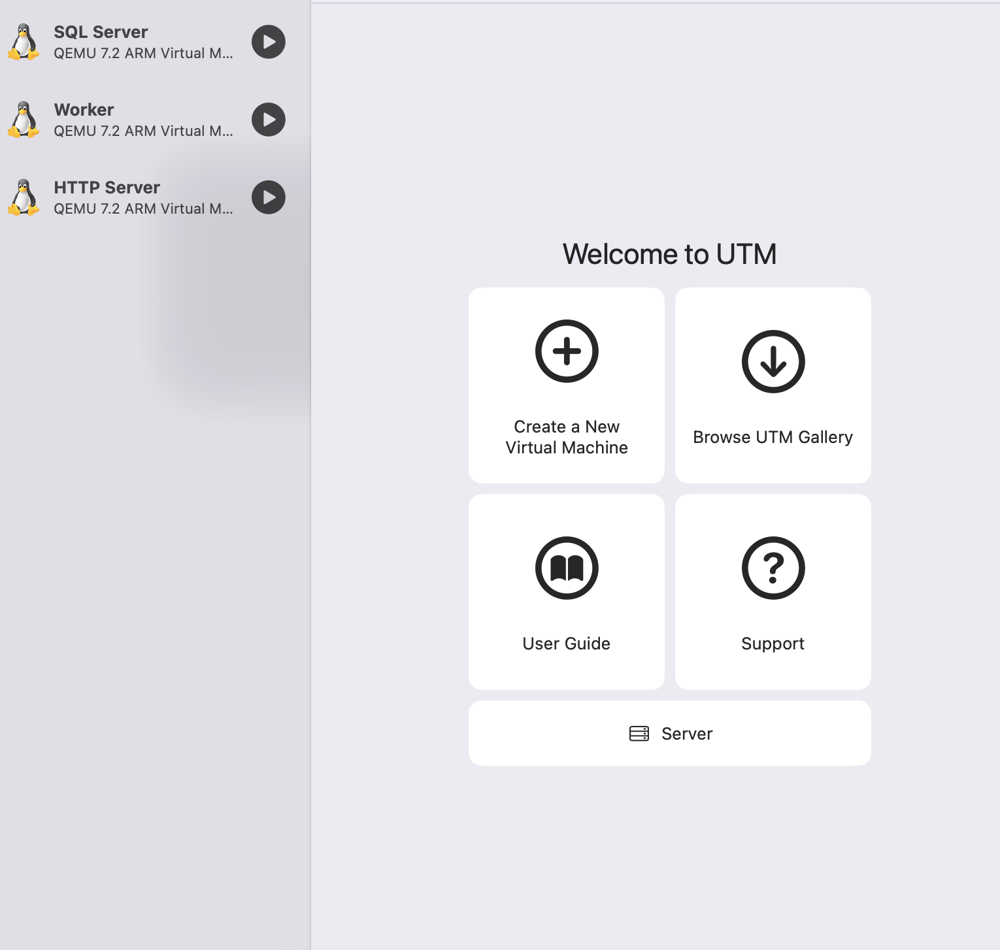 SQL Server
QEMU 7.2 ARM Virtual M...
Worker
QEMU 7.2 ARM Virtual M...
HTTP Server
QEMU 7.2 ARM Virtual M...
Welcome to UTM
Create a New
Virtual Machine
Browse UTM Gallery
User Guide
Support
Server